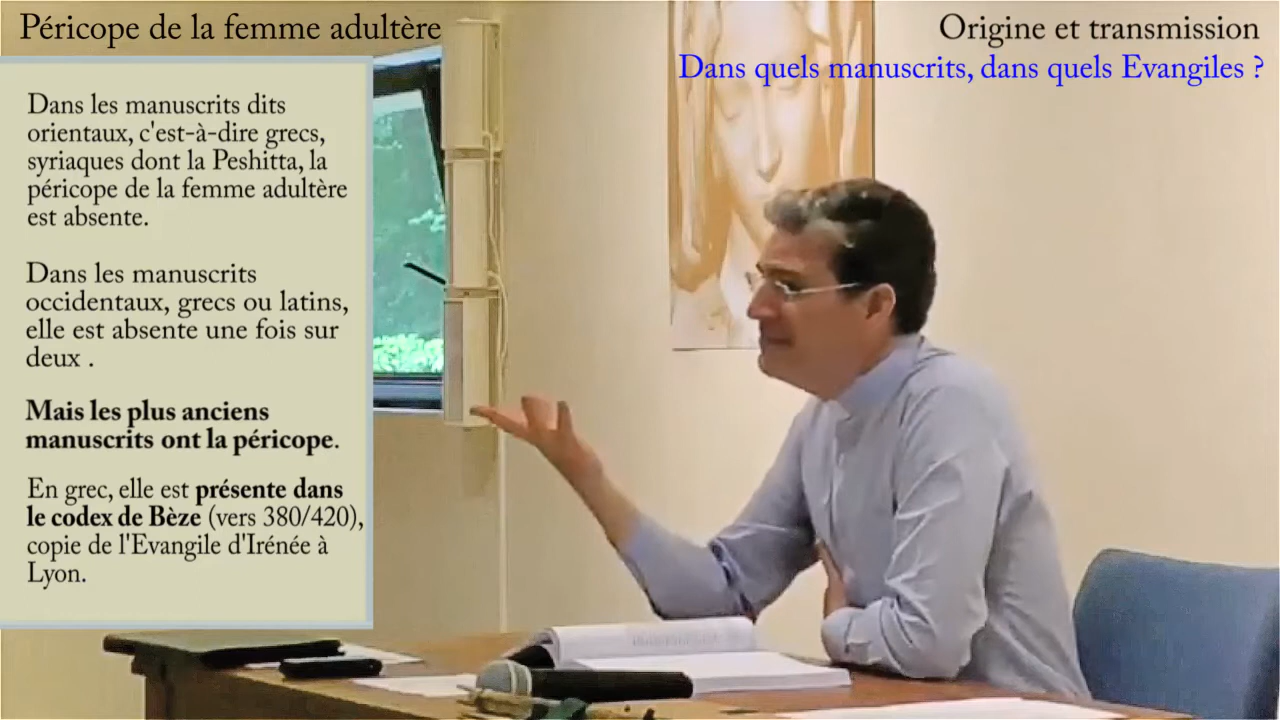 Péricope de la femme adultère
Origine et transmission
Dans quels manuscrits, dans quels Evangiles ?
Dans les manuscrits dits
orientaux, c'est-à-dire grecs,
syriaques dont la Peshitta, la
péricope de la femme adultère
est absente.
Dans les manuscrits
occidentaux, grecs ou latins,
elle est absente une fois sur
deux .
Mais les plus anciens
manuscrits ont la péricope.
En grec, elle est présente dans
le codex de Bèze (vers 380/420),
copie de l'Evangile d'Irénée à
Lyon.